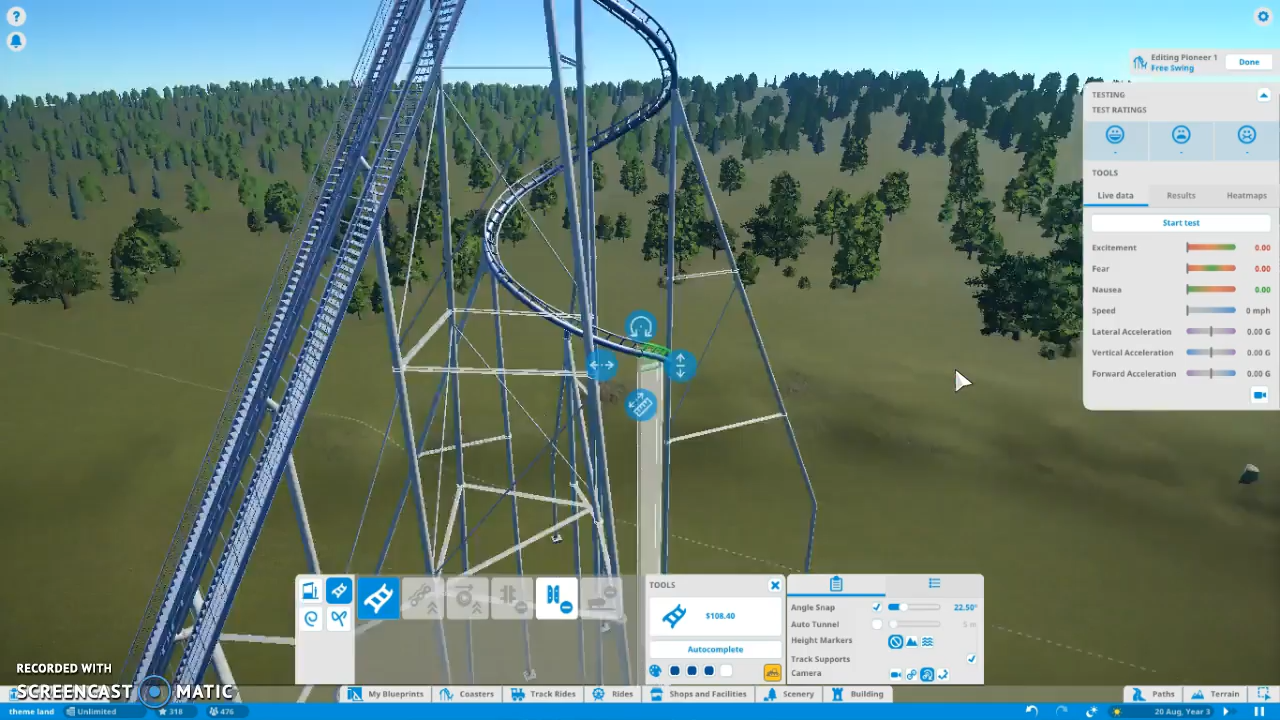 ?
Editing Pioneer 1
Free Swing
Done
TESTING
TEST RATINGS
-
-
-
TOOLS
Live data
Results
Heatmaps
Start test
Excitement 0.00
Fear 0.00
Nausea 0.00
Speed 0 mph
Lateral Acceleration 0.00 G
Vertical Acceleration 0.00 G
Forward Acceleration 0.00 G
TOOLS
$108.40
Autocomplete
Angle Snap 22.50°
Auto Tunnel 5 m
Height Markers
Track Supports
Camera
RECORDED WITH
SCREENCAST MATIC
My Blueprints
Coasters
Track Rides
Rides
Shops and Facilities
Scenery
Building
Paths
Terrain
theme land
Unlimited
318
476
20 Aug, Year 3